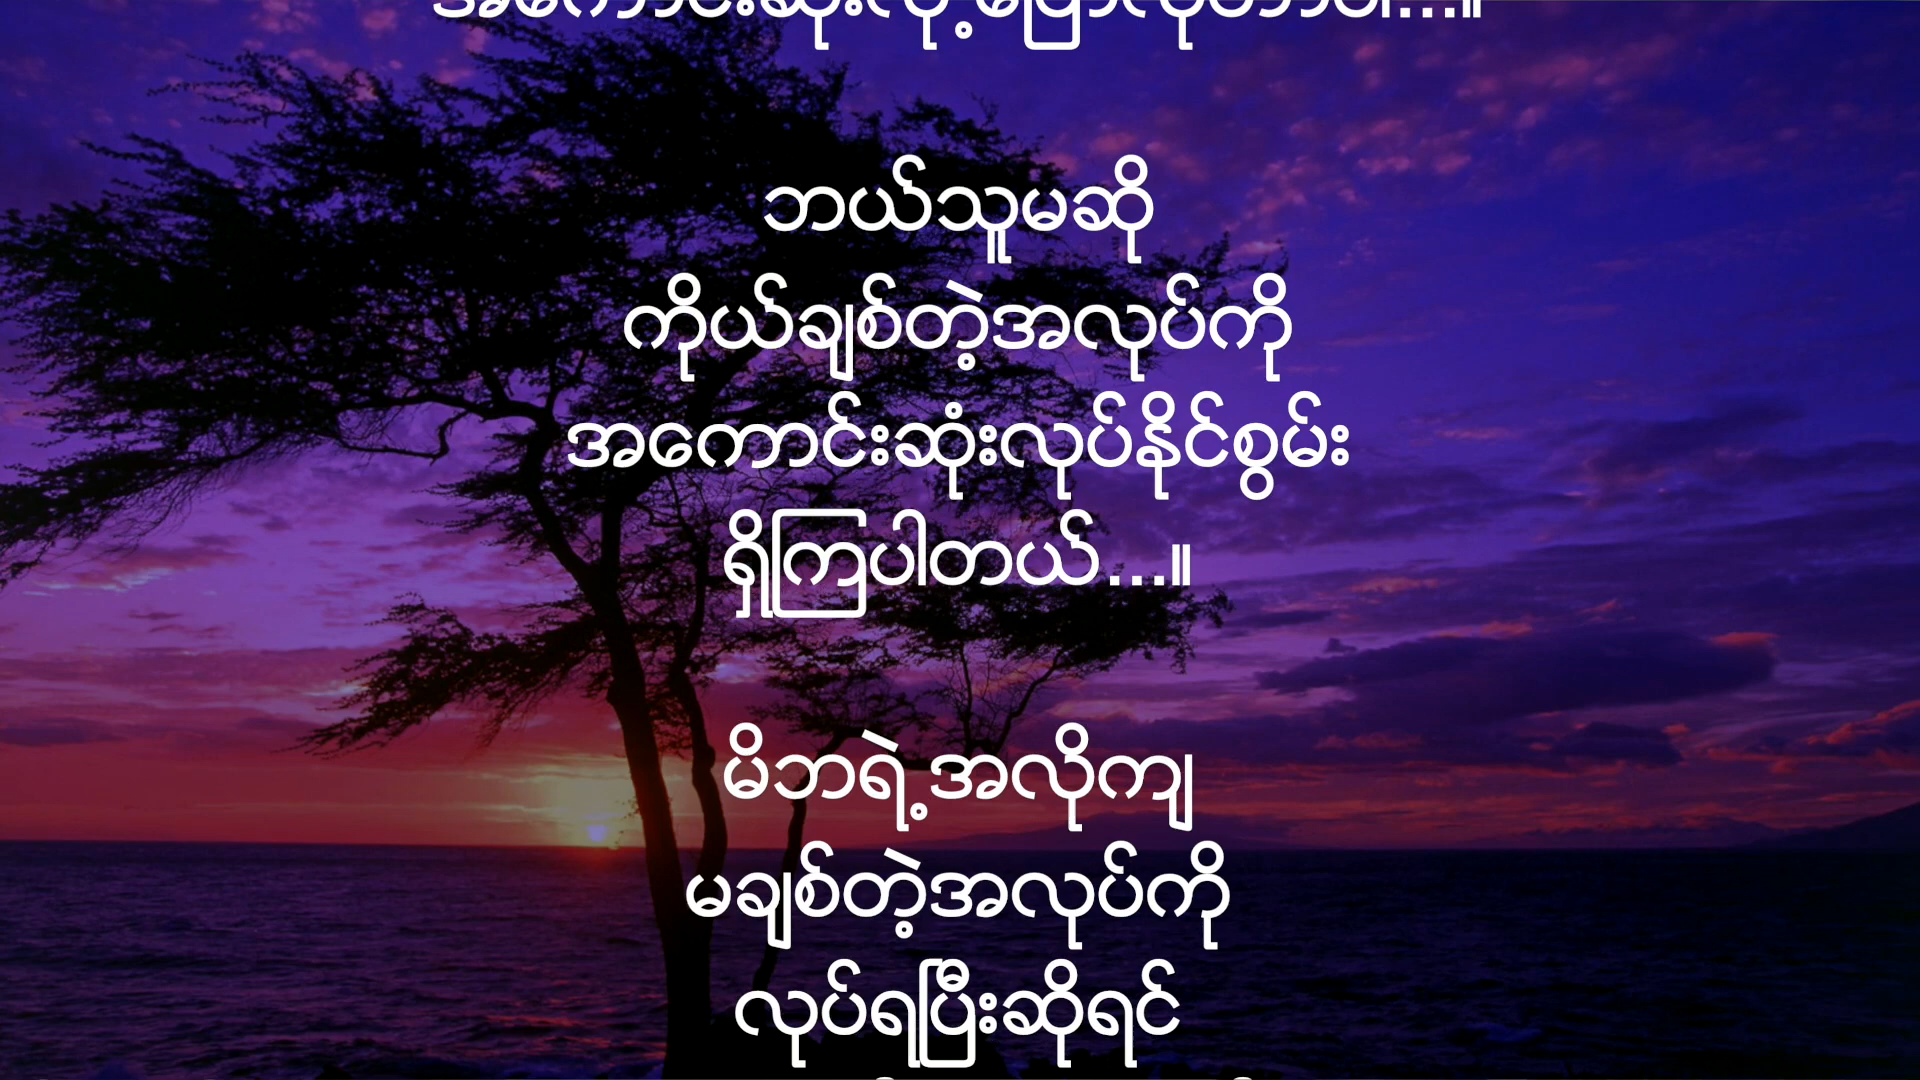 ဘယ်သူမဆို
ကိုယ်ချစ်တဲ့အလုပ်ကို
အကောင်းဆုံးလုပ်နိုင်စွမ်း
ရှိကြပါတယ်...။
မိဘရဲ့အလိုကျ
မချစ်တဲ့အလုပ်ကို
လုပ်ရပြီးဆိုရင်